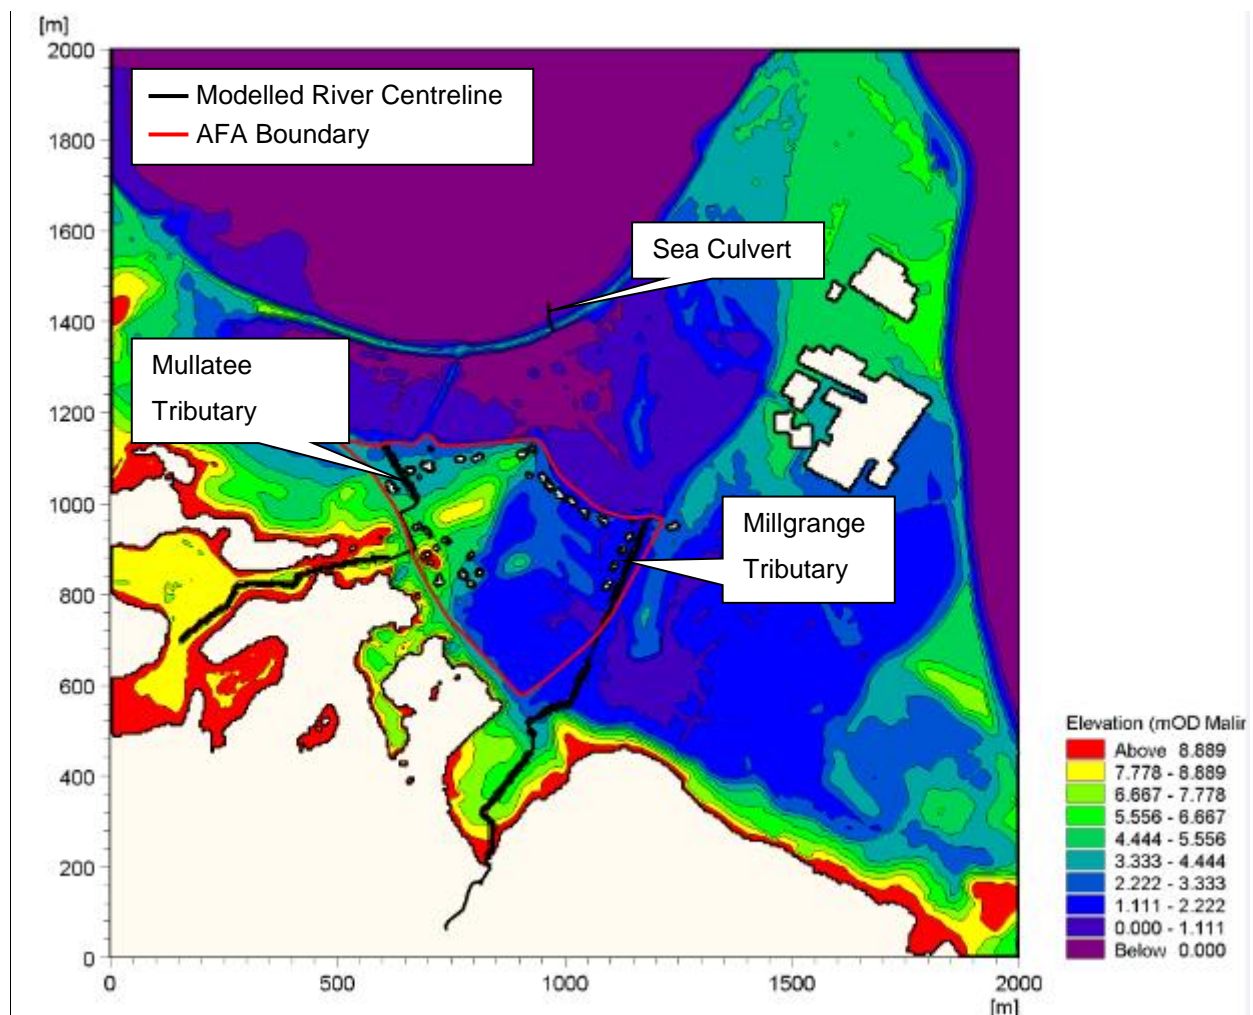 [m]
2000
Modelled River Centreline
AFA Boundary
1800
1600
Sea Culvert
1400
Mullatee
Tributary
1200
1000
Millgrange
Tributary
800
600
400
200
0
0
500
1000
1500
2000
[m]
Elevation (mOD Malin
Above 8.889
7.778 - 8.889
6.667 - 7.778
5.556 - 6.667
4.444 - 5.556
3.333 - 4.444
2.222 - 3.333
1.111 - 2.222
0.000 - 1.111
Below 0.000